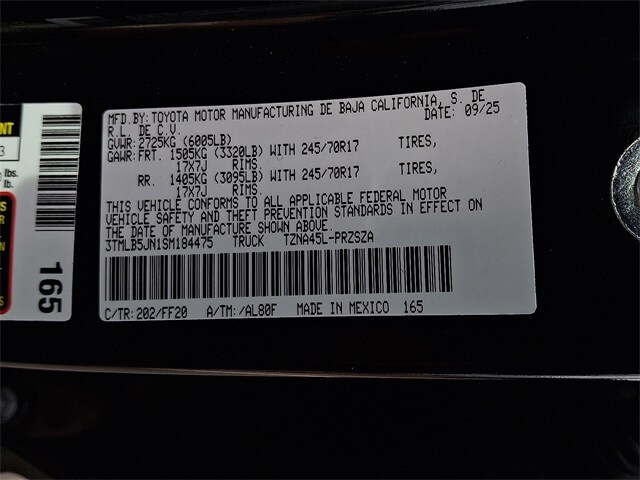 MFD.BY: TOYOTA MOTOR MANUFACTURING DE BAJA CALIFORNIA, S. DE
R.L. DE C.V. DATE: 09/25
GVWR: 2725KG (6005LB)
GAWR: FRT. 1505KG (3320LB) WITH 245/70R17 TIRES,
17X7J RIMS.
RR. 1405KG (3095LB) WITH 245/70R17 TIRES,
17X7J RIMS.
THIS VEHICLE CONFORMS TO ALL APPLICABLE FEDERAL MOTOR
VEHICLE SAFETY AND THEFT PREVENTION STANDARDS IN EFFECT ON
THE DATE OF MANUFACTURE SHOWN ABOVE.
3TMLB5JN1SM184475 TRUCK TZNA45L-PRZSZA
C/TR: 202/FF20 A/TM: /AL80F MADE IN MEXICO 165
3
lbs.
lb.
165